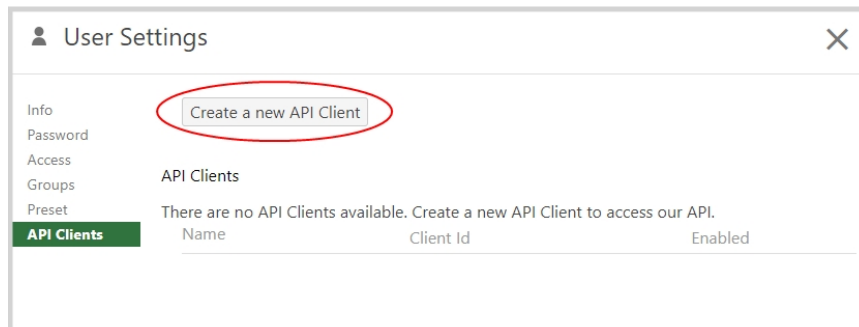 User Settings
Info
Password
Access
Groups
Preset
API Clients
Create a new API Client
API Clients
There are no API Clients available. Create a new API Client to access our API.
Name Client Id Enabled